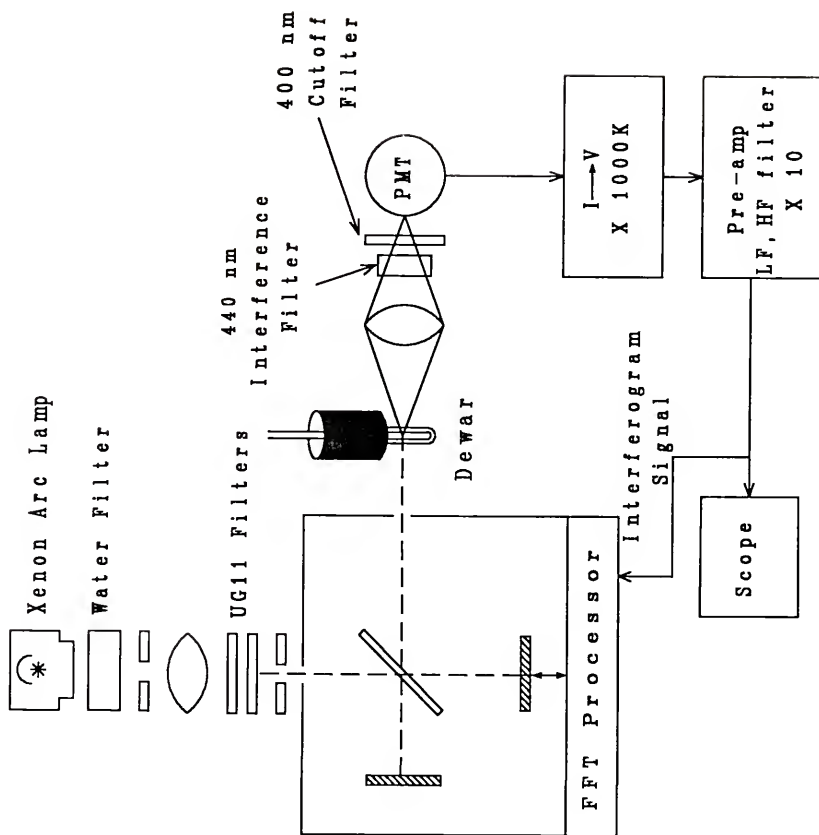 Xenon Arc Lamp
Water Filter
UG11 Filters
440 nm
Interference
Filter
400 nm
Cutoff
Filter
PMT
Dewar
I→V
X 1000K
Pre-amp
LF, HF filter
X 10
Interferogram
Signal
Scope
FFT Processor